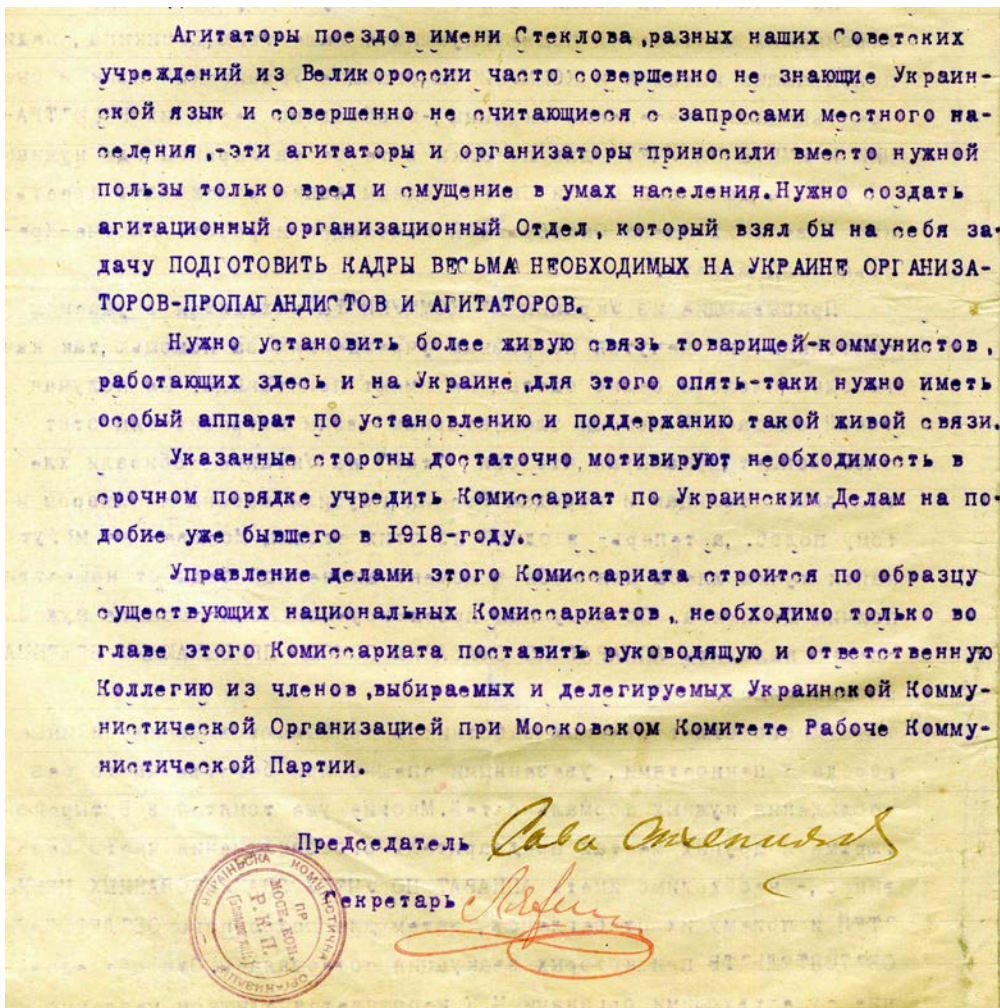 Агитаторы поездов имени Стеклова,разных наших Советских
учреждений из Великороссии часто совершенно не знающие Украин-
ской язык и совершенно не считающиеся с запросами местного на-
селения,-эти агитаторы и организаторы приносили вместо нужной
пользы только вред и смущение в умах населения.Нужно создать
агитационный организационный Отдел, который взял бы на себя за-
дачу ПОДГОТОВИТЬ КАДРЫ ВЕСЬМА НЕОБХОДИМЫХ НА УКРАИНЕ ОРГАНИЗА-
ТОРОВ-ПРОПАГАНДИСТОВ И АГИТАТОРОВ.
Нужно установить более живую связь товарищей-коммунистов,
работающих здесь и на Украине,для этого опять-таки нужно иметь
особый аппарат по установлению и поддержанию такой живой связи.
Указанные стороны достаточно мотивируют необходимость в
срочном порядке учредить Комиссариат по Украинским Делам на по-
добие уже бывшего в 1918-году.
Управление делами этого Комиссариата строится по образцу
существующих национальных Комиссариатов, необходимо только во
главе этого Комиссариата поставить руководящую и ответственную
Коллегию из членов,выбираемых и делегируемых Украинской Комму-
нистической Организацией при Московском Комитете Рабоче Комму-
нистической Партии.
Председатель Сава
Секретарь
УКРАЇНЬСКА КОМУНІСТИЧНА ОРГАНІЗАЦІЯ
ПР.
МОСК. КОМ.
Р. К. П.